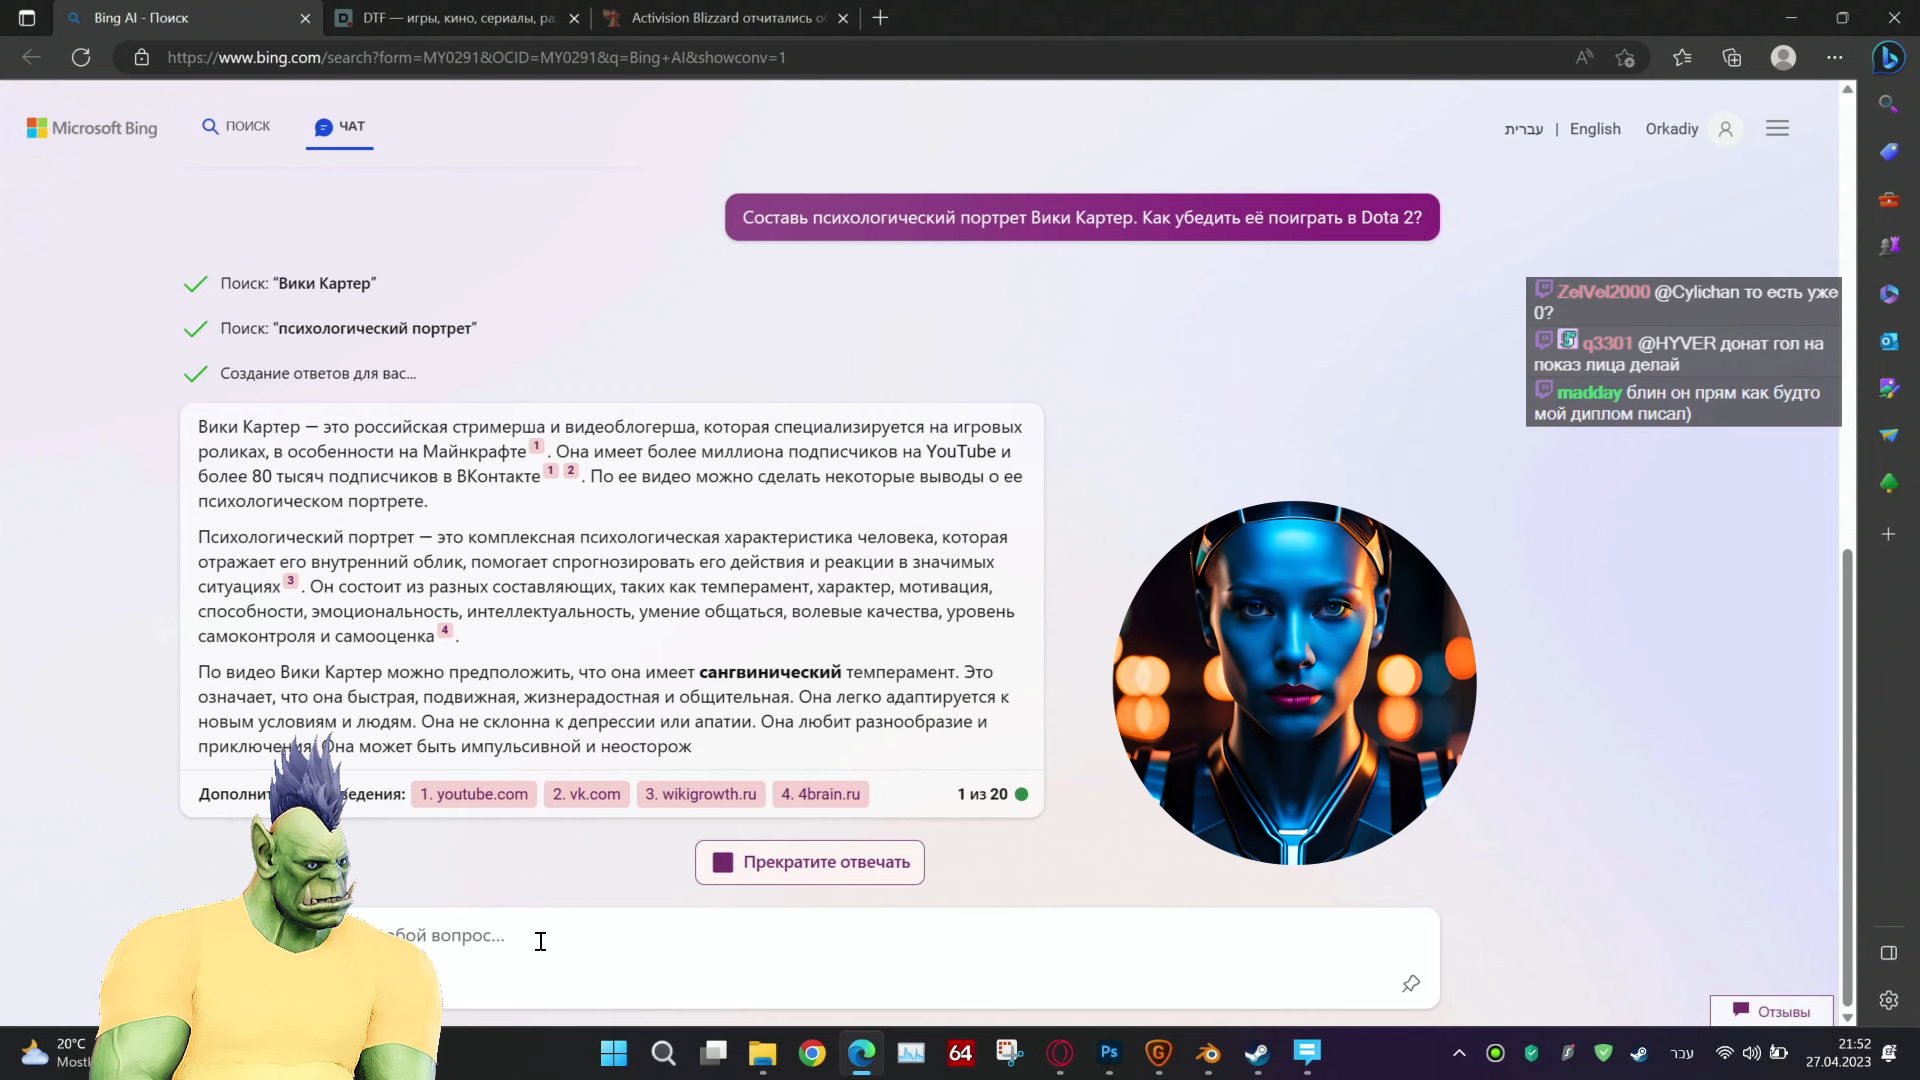 Bing AI - Поиск
DTF — игры, кино, сериалы, ра
Activision Blizzard отчитались о
https://www.bing.com/search?form=MY0291&OCID=MY0291&q=Bing+AI&showconv=1
Microsoft Bing
ПОИСК
ЧАТ
עברית | English Orkadiy
Составь психологический портрет Вики Картер. Как убедить её поиграть в Dota 2?
Поиск: “Вики Картер”
Поиск: “психологический портрет”
Создание ответов для вас...
ZelVel2000 @Cylichan то есть уже
0?
q3301 @HYVER донат гол на
показ лица делай
madday блин он прям как будто
мой диплом писал)
Вики Картер — это российская стримерша и видеоблогерша, которая специализируется на игровых
роликах, в особенности на Майнкрафте 1 . Она имеет более миллиона подписчиков на YouTube и
более 80 тысяч подписчиков в ВКонтакте 1 2 . По ее видео можно сделать некоторые выводы о ее
психологическом портрете.
Психологический портрет — это комплексная психологическая характеристика человека, которая
отражает его внутренний облик, помогает спрогнозировать его действия и реакции в значимых
ситуациях 3 . Он состоит из разных составляющих, таких как темперамент, характер, мотивация,
способности, эмоциональность, интеллектуальность, умение общаться, волевые качества, уровень
самоконтроля и самооценка 4 .
По видео Вики Картер можно предположить, что она имеет сангвинический темперамент. Это
означает, что она быстрая, подвижная, жизнерадостная и общительная. Она легко адаптируется к
новым условиям и людям. Она не склонна к депрессии или апатии. Она любит разнообразие и
приключения. Она может быть импульсивной и неосторож
Дополнит ведения: 1. youtube.com 2. vk.com 3. wikigrowth.ru 4. 4brain.ru 1 из 20
Прекратите отвечать
бой вопрос...
Отзывы
20°C
Mostl
64
Ps
עבר
21:52
27.04.2023